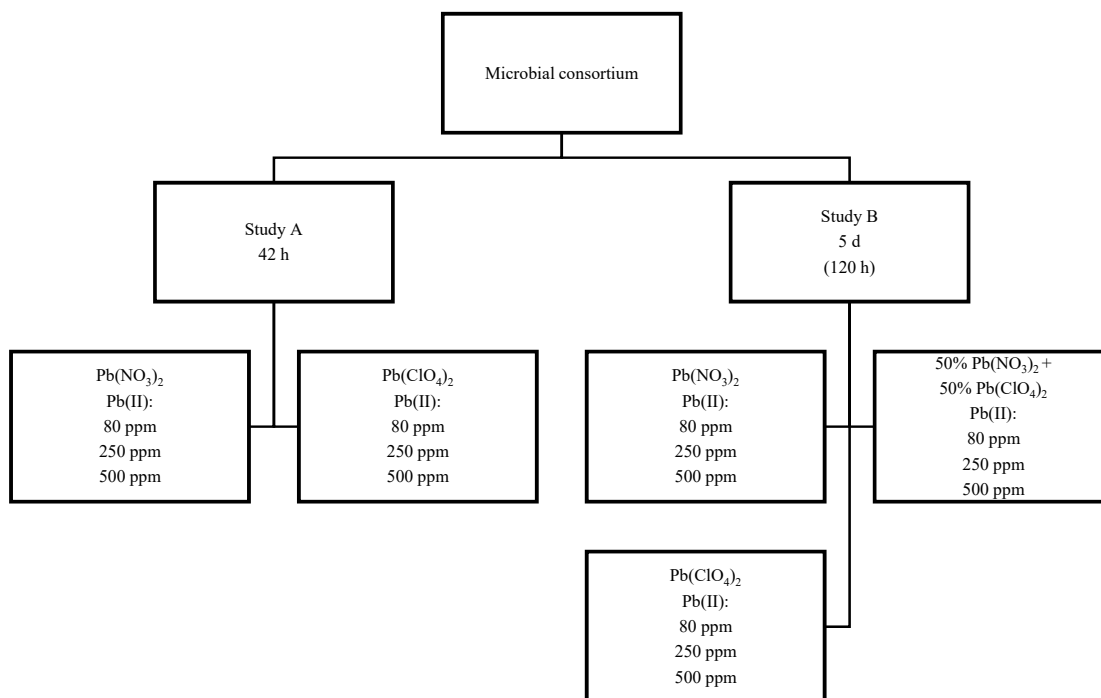 Microbial consortium
Study A
42 h
Study B
5 d
(120 h)
Pb(NO₃)₂
Pb(II):
80 ppm
250 ppm
500 ppm
Pb(ClO₄)₂
Pb(II):
80 ppm
250 ppm
500 ppm
Pb(NO₃)₂
Pb(II):
80 ppm
250 ppm
500 ppm
50% Pb(NO₃)₂ +
50% Pb(ClO₄)₂
Pb(II):
80 ppm
250 ppm
500 ppm
Pb(ClO₄)₂
Pb(II):
80 ppm
250 ppm
500 ppm